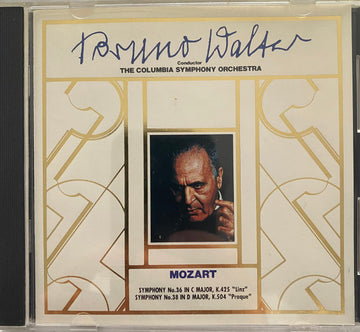 Bruno Walter
Conductor
THE COLUMBIA SYMPHONY ORCHESTRA
MOZART
SYMPHONY No.36 IN C MAJOR, K.425 "Linz"
SYMPHONY No.38 IN D MAJOR, K.504 "Prague"